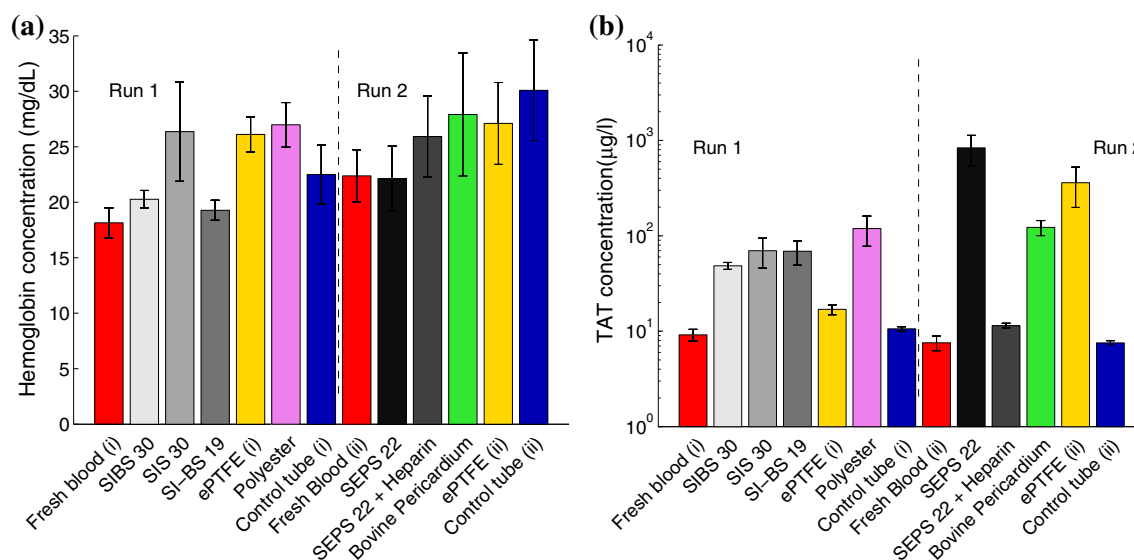 (a)
Hemoglobin concentration (mg/dL)
35
30
25
20
15
10
5
0
Run 1
Run 2
Fresh blood (i)
SIBS 30
SIS 30
SI–BS 19
ePTFE (i)
Polyester
Control tube (i)
Fresh Blood (ii)
SEPS 22
SEPS 22 + Heparin
Bovine Pericardium
ePTFE (ii)
Control tube (ii)
(b)
TAT concentration(μg/l)
10^4
10^3
10^2
10^1
10^0
Run 1
Run 2
Fresh blood (i)
SIBS 30
SIS 30
SI–BS 19
ePTFE (i)
Polyester
Control tube (i)
Fresh Blood (ii)
SEPS 22
SEPS 22 + Heparin
Bovine Pericardium
ePTFE (ii)
Control tube (ii)